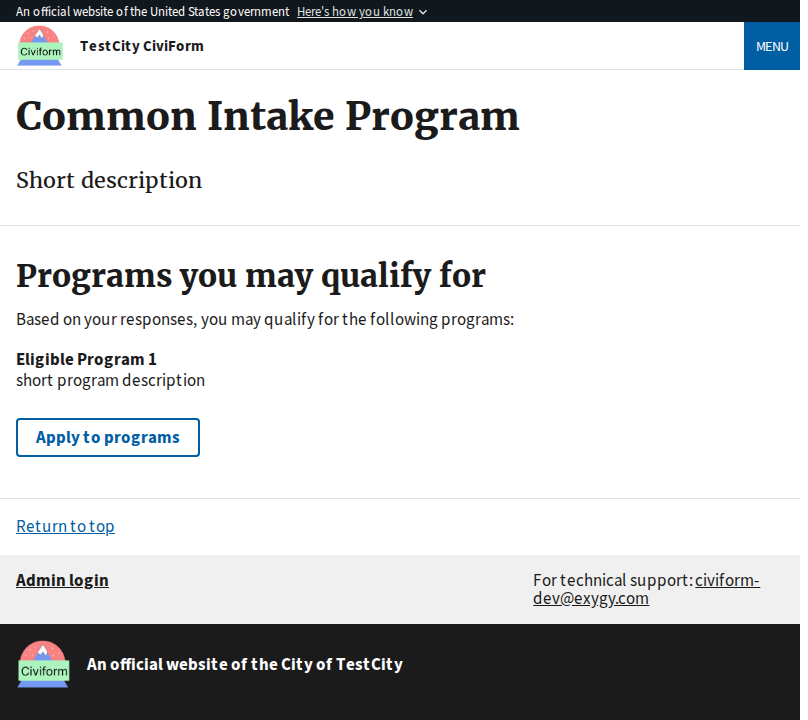 An official website of the United States government Here's how you know
Civiform
TestCity CiviForm
MENU
Common Intake Program
Short description
Programs you may qualify for
Based on your responses, you may qualify for the following programs:
Eligible Program 1
short program description
Apply to programs
Return to top
Admin login
For technical support: civiform-
dev@exygy.com
Civiform
An official website of the City of TestCity